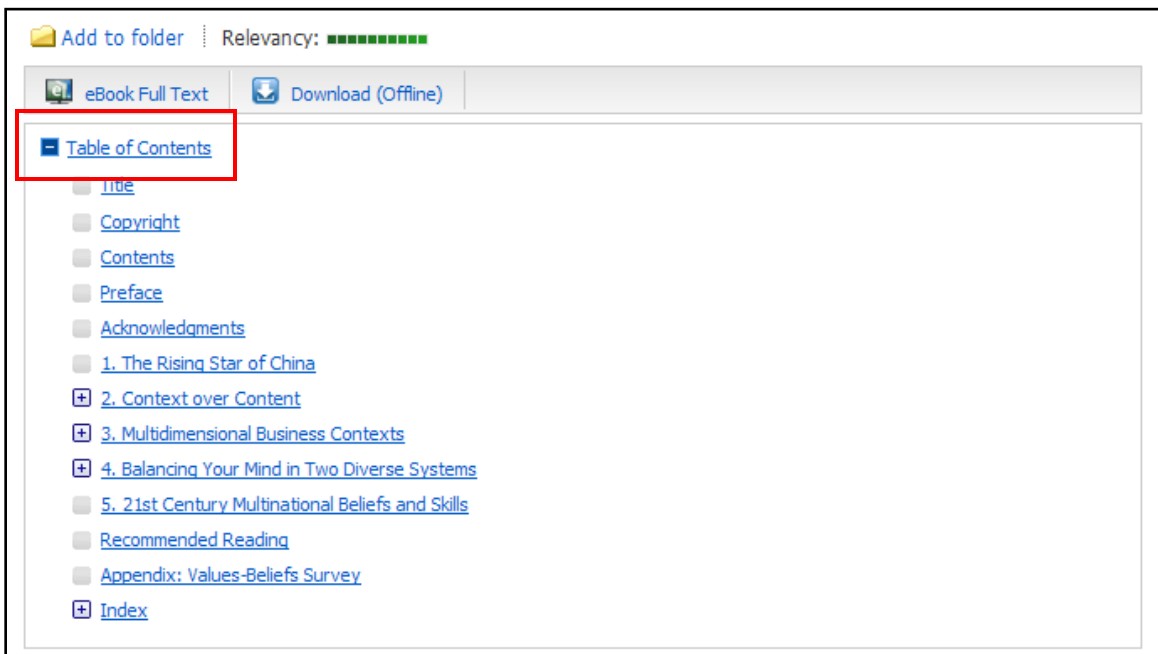 Add to folder Relevancy:
eBook Full Text Download (Offline)
Table of Contents
Title
Copyright
Contents
Preface
Acknowledgments
1. The Rising Star of China
2. Context over Content
3. Multidimensional Business Contexts
4. Balancing Your Mind in Two Diverse Systems
5. 21st Century Multinational Beliefs and Skills
Recommended Reading
Appendix: Values-Beliefs Survey
Index